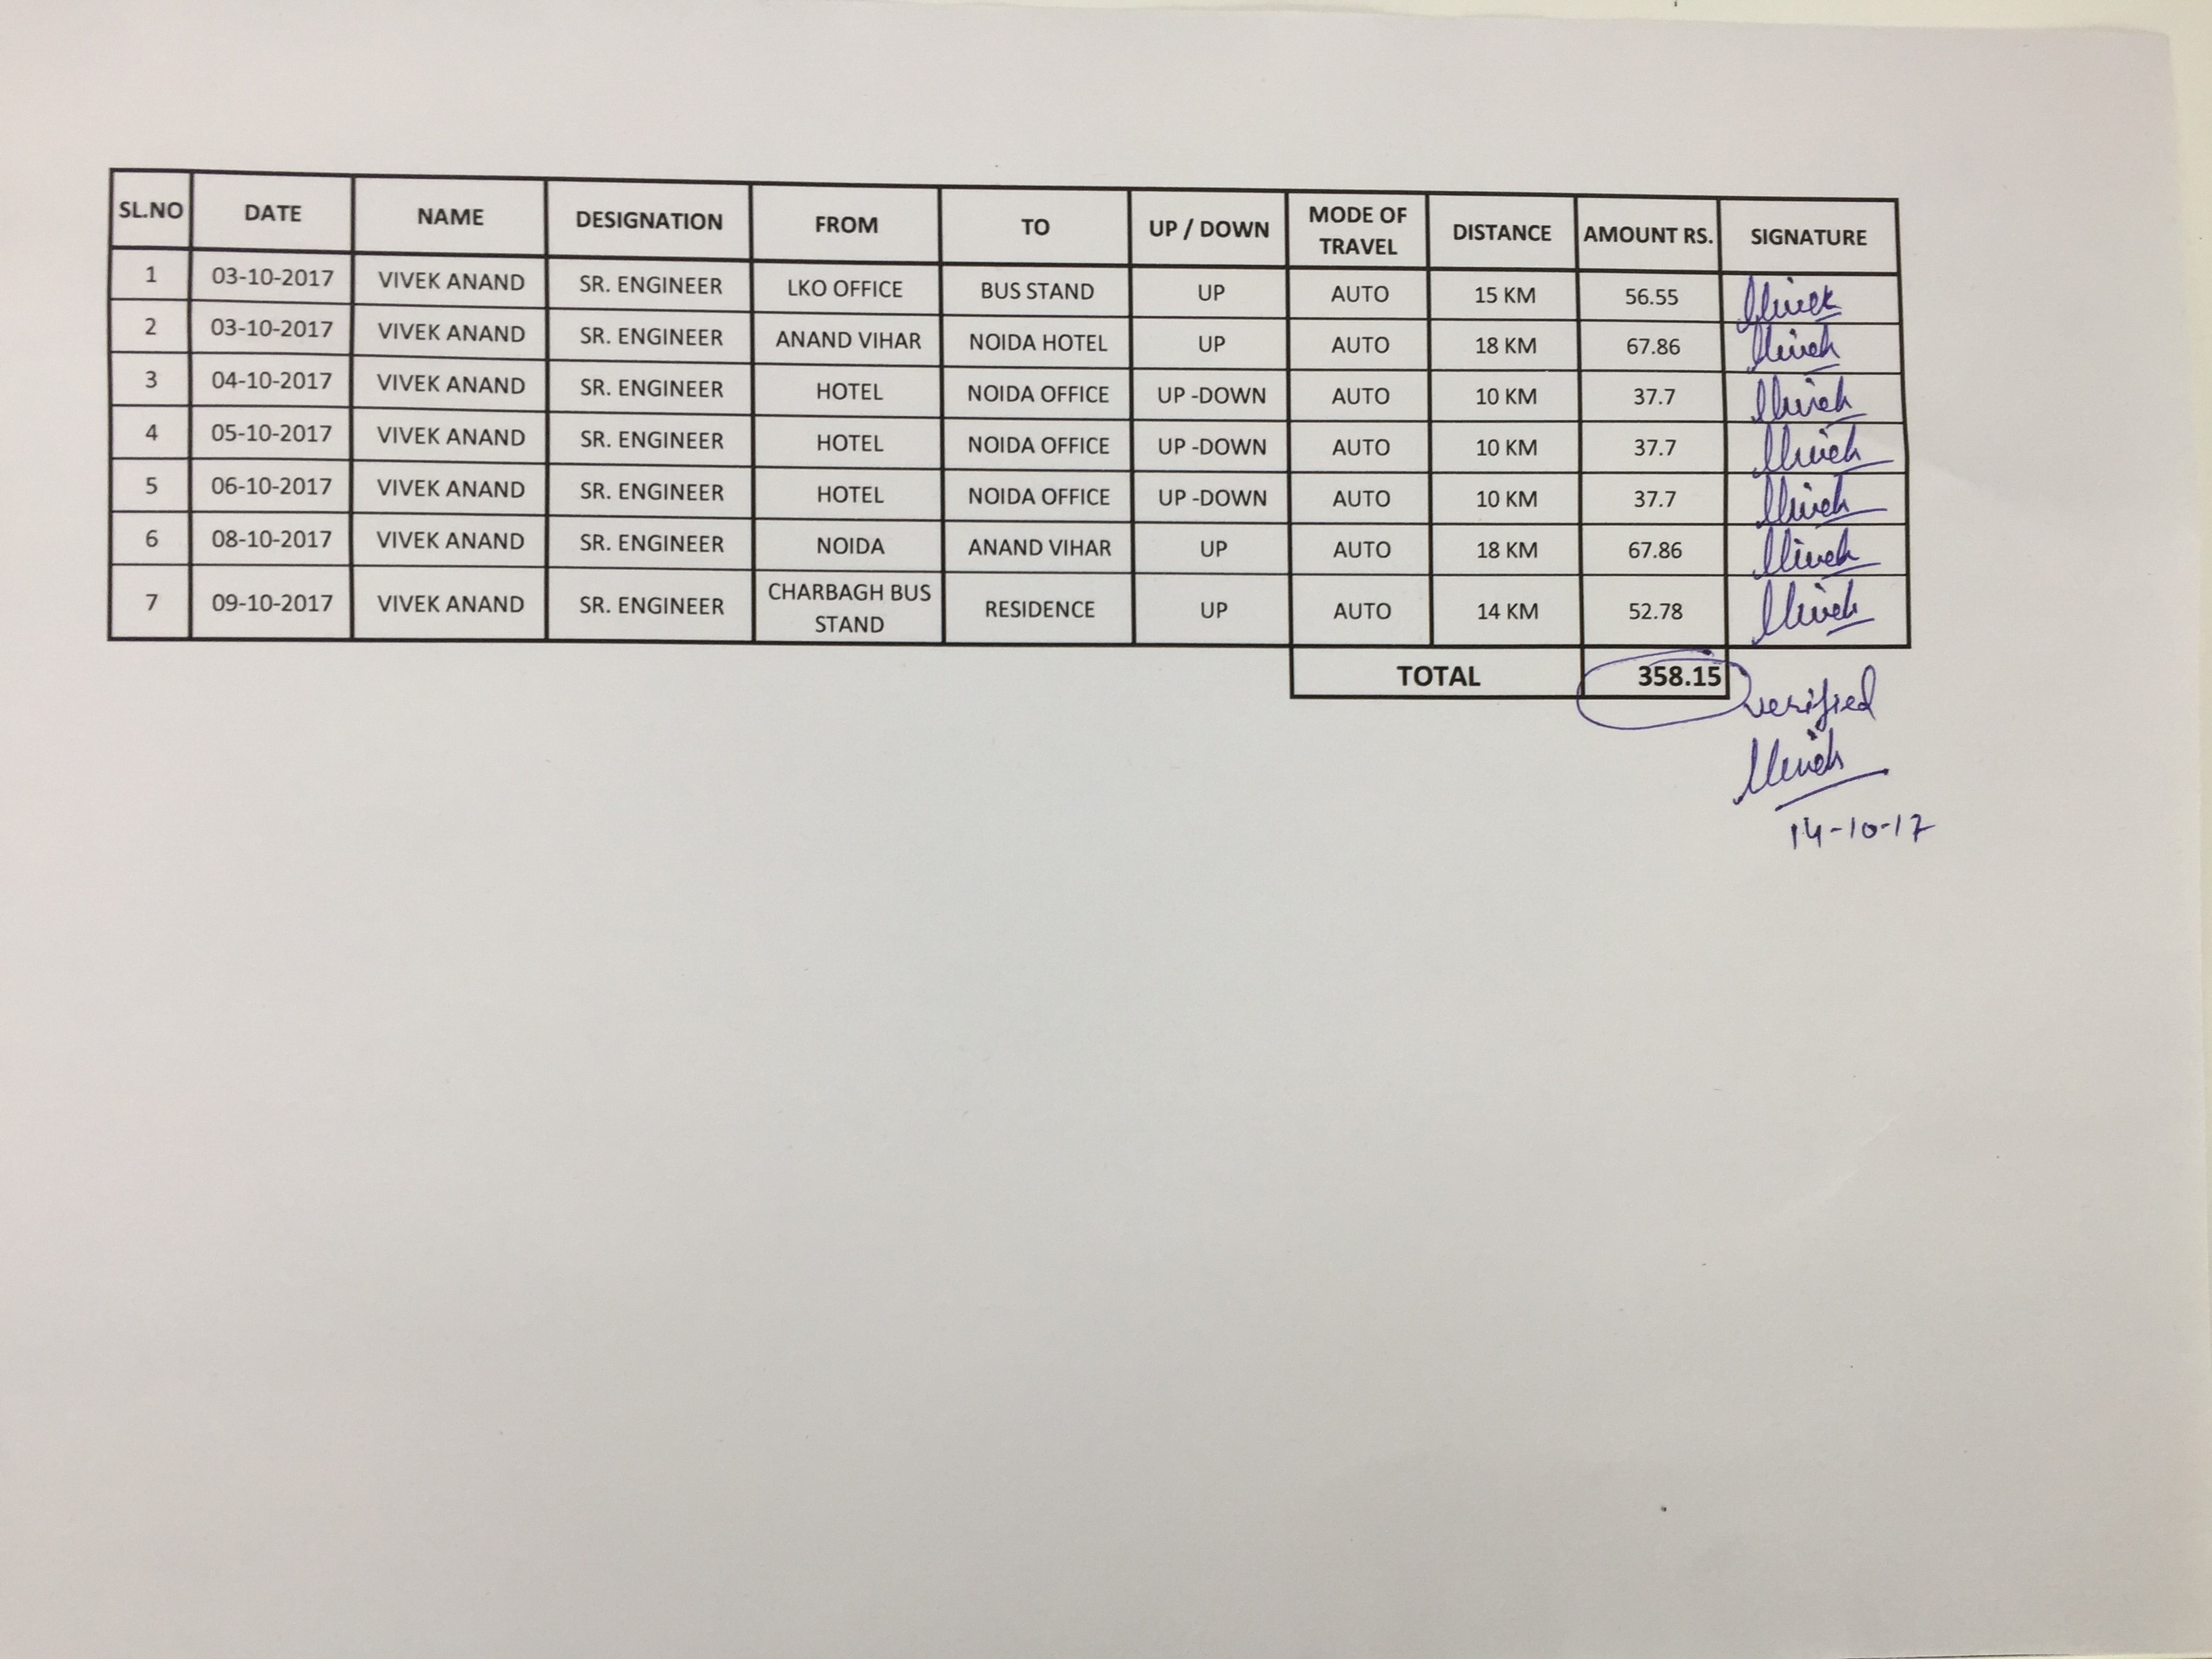 SL.NO DATE NAME DESIGNATION FROM TO UP / DOWN MODE OF TRAVEL DISTANCE AMOUNT RS. SIGNATURE
1 03-10-2017 VIVEK ANAND SR. ENGINEER LKO OFFICE BUS STAND UP AUTO 15 KM 56.55 Vivek
2 03-10-2017 VIVEK ANAND SR. ENGINEER ANAND VIHAR NOIDA HOTEL UP AUTO 18 KM 67.86 Vivek
3 04-10-2017 VIVEK ANAND SR. ENGINEER HOTEL NOIDA OFFICE UP -DOWN AUTO 10 KM 37.7 Vivek
4 05-10-2017 VIVEK ANAND SR. ENGINEER HOTEL NOIDA OFFICE UP -DOWN AUTO 10 KM 37.7 Vivek
5 06-10-2017 VIVEK ANAND SR. ENGINEER HOTEL NOIDA OFFICE UP -DOWN AUTO 10 KM 37.7 Vivek
6 08-10-2017 VIVEK ANAND SR. ENGINEER NOIDA ANAND VIHAR UP AUTO 18 KM 67.86 Vivek
7 09-10-2017 VIVEK ANAND SR. ENGINEER CHARBAGH BUS STAND RESIDENCE UP AUTO 14 KM 52.78 Vivek
TOTAL 358.15
verified
Vivek
14-10-17